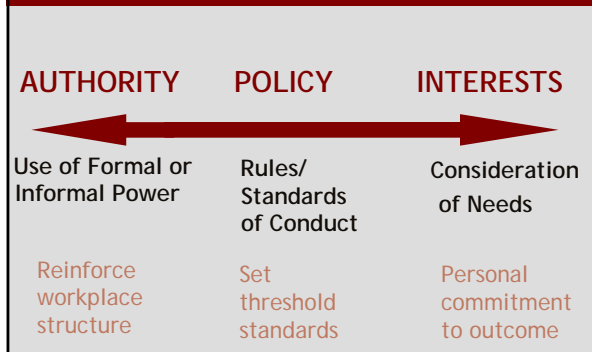 AUTHORITY POLICY INTERESTS
Use of Formal or
Informal Power
Rules/
Standards
of Conduct
Consideration
of Needs
Reinforce
workplace
structure
Set
threshold
standards
Personal
commitment
to outcome